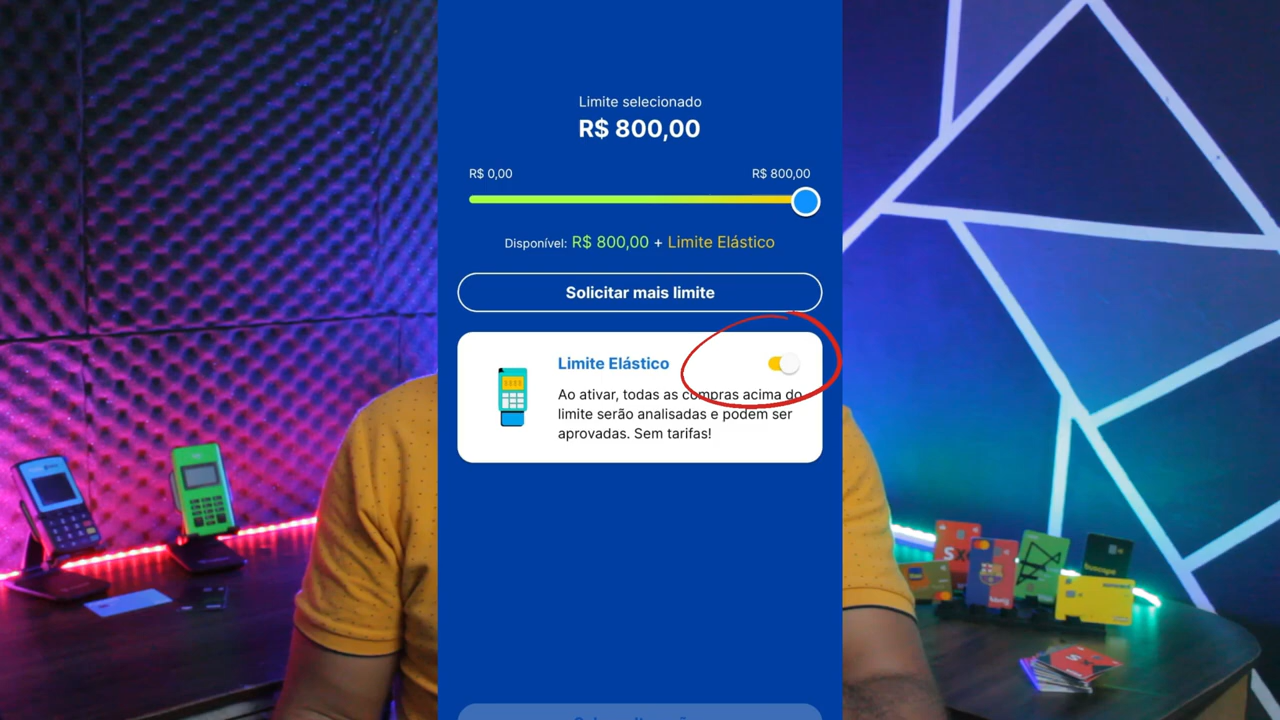 Limite selecionado
R$ 800,00
R$ 0,00
R$ 800,00
Disponível: R$ 800,00 + Limite Elástico
Solicitar mais limite
Limite Elástico
Ao ativar, todas as compras acima do
limite serão analisadas e podem ser
aprovadas. Sem tarifas!